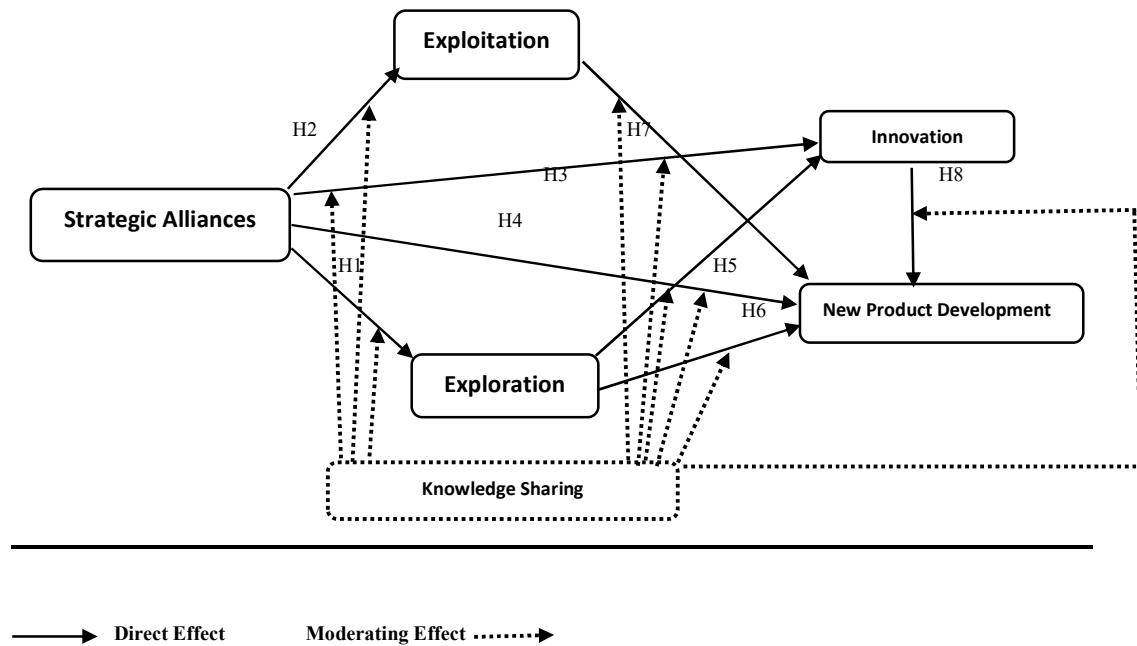 Exploitation
Innovation
H2
H7
H3
H8
Strategic Alliances
H4
H1
H5
New Product Development
H6
Exploration
Knowledge Sharing
Direct Effect
Moderating Effect